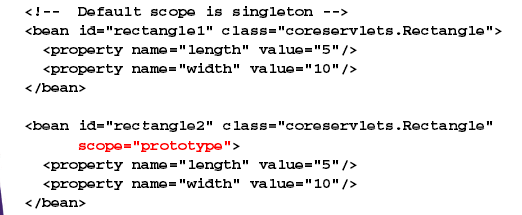 <!-- Default scope is singleton -->
<bean id="rectangle1" class="coreservlets.Rectangle">
<property name="length" value="5"/>
<property name="width" value="10"/>
</bean>
<bean id="rectangle2" class="coreservlets.Rectangle"
scope="prototype">
<property name="length" value="5"/>
<property name="width" value="10"/>
</bean>